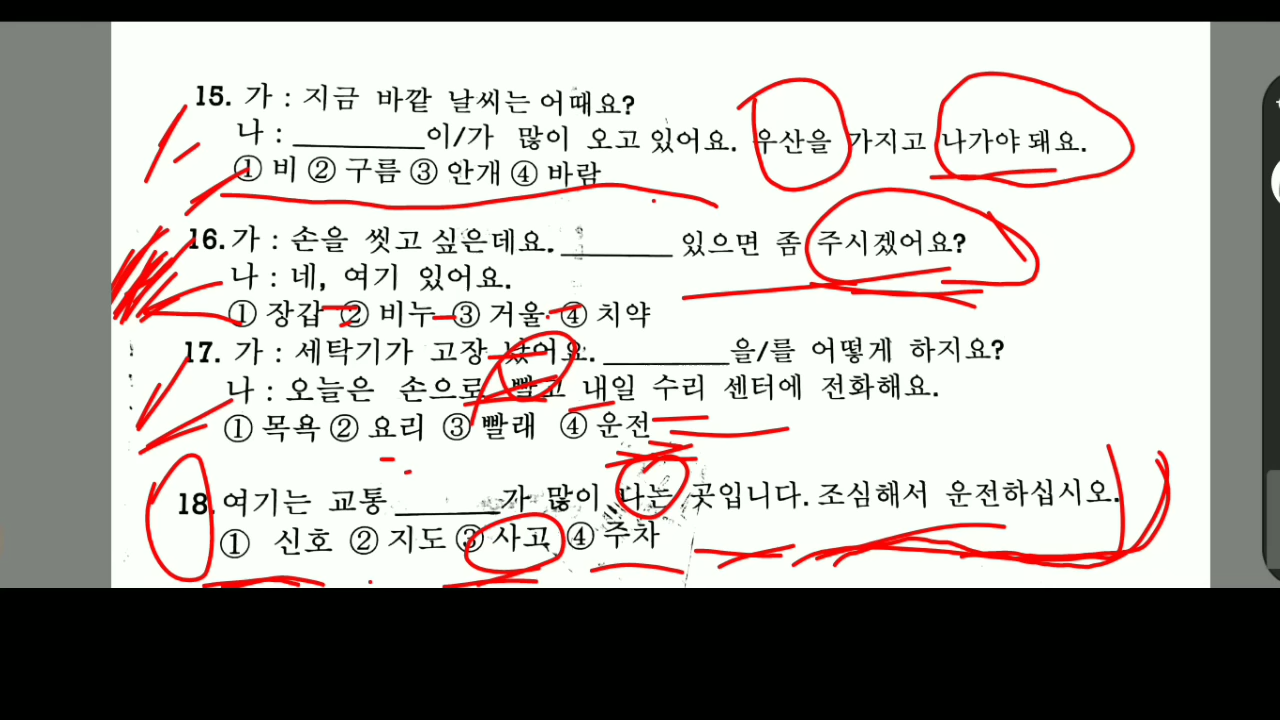 15. 가 : 지금 바깥 날씨는 어때요?
나 : ________이/가 많이 오고 있어요. 우산을 가지고 나가야 돼요.
① 비 ② 구름 ③ 안개 ④ 바람
16. 가 : 손을 씻고 싶은데요. ________ 있으면 좀 주시겠어요?
나 : 네, 여기 있어요.
① 장갑 ② 비누 ③ 거울 ④ 치약
17. 가 : 세탁기가 고장 났어요. ________을/를 어떻게 하지요?
나 : 오늘은 손으로 빨고 내일 수리 센터에 전화해요.
① 목욕 ② 요리 ③ 빨래 ④ 운전
18. 여기는 교통 ________가 많이 나는 곳입니다. 조심해서 운전하십시오.
① 신호 ② 지도 ③ 사고 ④ 주차